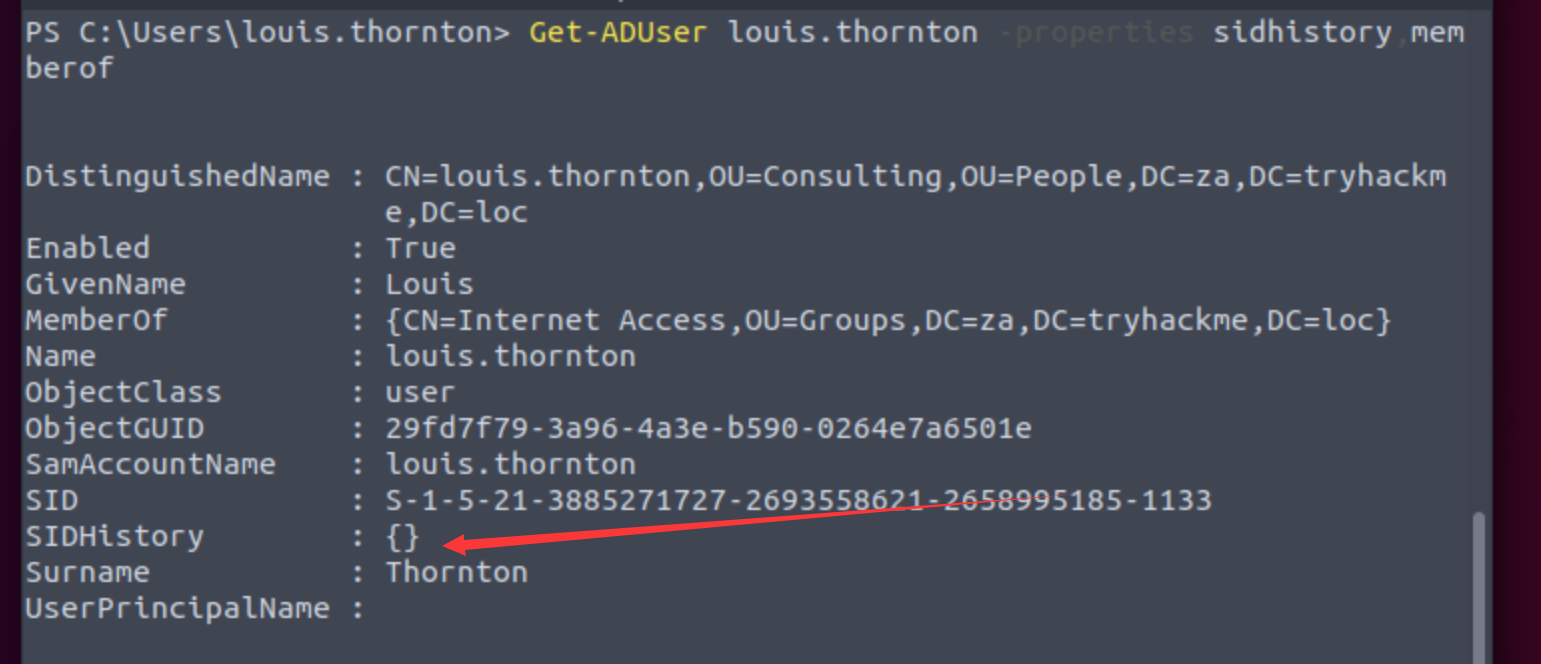 PS C:\Users\louis.thornton> Get-ADUser louis.thornton -properties sidhistory,mem
berof
DistinguishedName : CN=louis.thornton,OU=Consulting,OU=People,DC=za,DC=tryhackm
e,DC=loc
Enabled : True
GivenName : Louis
MemberOf : {CN=Internet Access,OU=Groups,DC=za,DC=tryhackme,DC=loc}
Name : louis.thornton
ObjectClass : user
ObjectGUID : 29fd7f79-3a96-4a3e-b590-0264e7a6501e
SamAccountName : louis.thornton
SID : S-1-5-21-3885271727-2693558621-2658995185-1133
SIDHistory : {}
Surname : Thornton
UserPrincipalName :